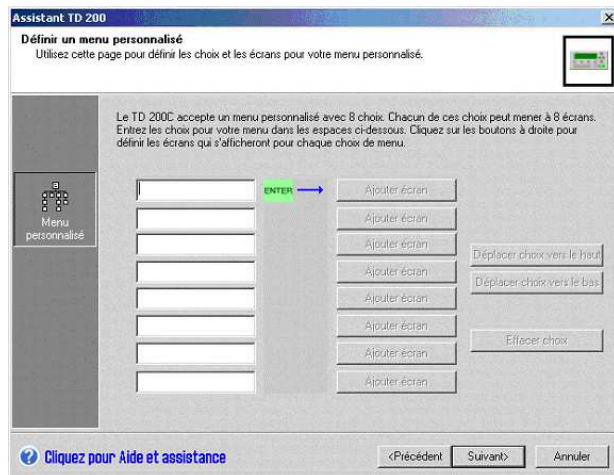 Assistant TD 200
Définir un menu personnalisé
Utilisez cette page pour définir les choix et les écrans pour votre menu personnalisé.
Le TD 200C accepte un menu personnalisé avec 8 choix. Chacun de ces choix peut mener à 8 écrans.
Entrez les choix pour votre menu dans les espaces ci-dessous. Cliquez sur les boutons à droite pour
définir les écrans qui s'afficheront pour chaque choix de menu.
Menu
personnalisé
ENTER
Ajouter écran
Ajouter écran
Ajouter écran
Ajouter écran
Ajouter écran
Ajouter écran
Ajouter écran
Ajouter écran
Déplacer choix vers le haut
Déplacer choix vers le bas
Effacer choix
Cliquez pour Aide et assistance
<Précédent
Suivant>
Annuler